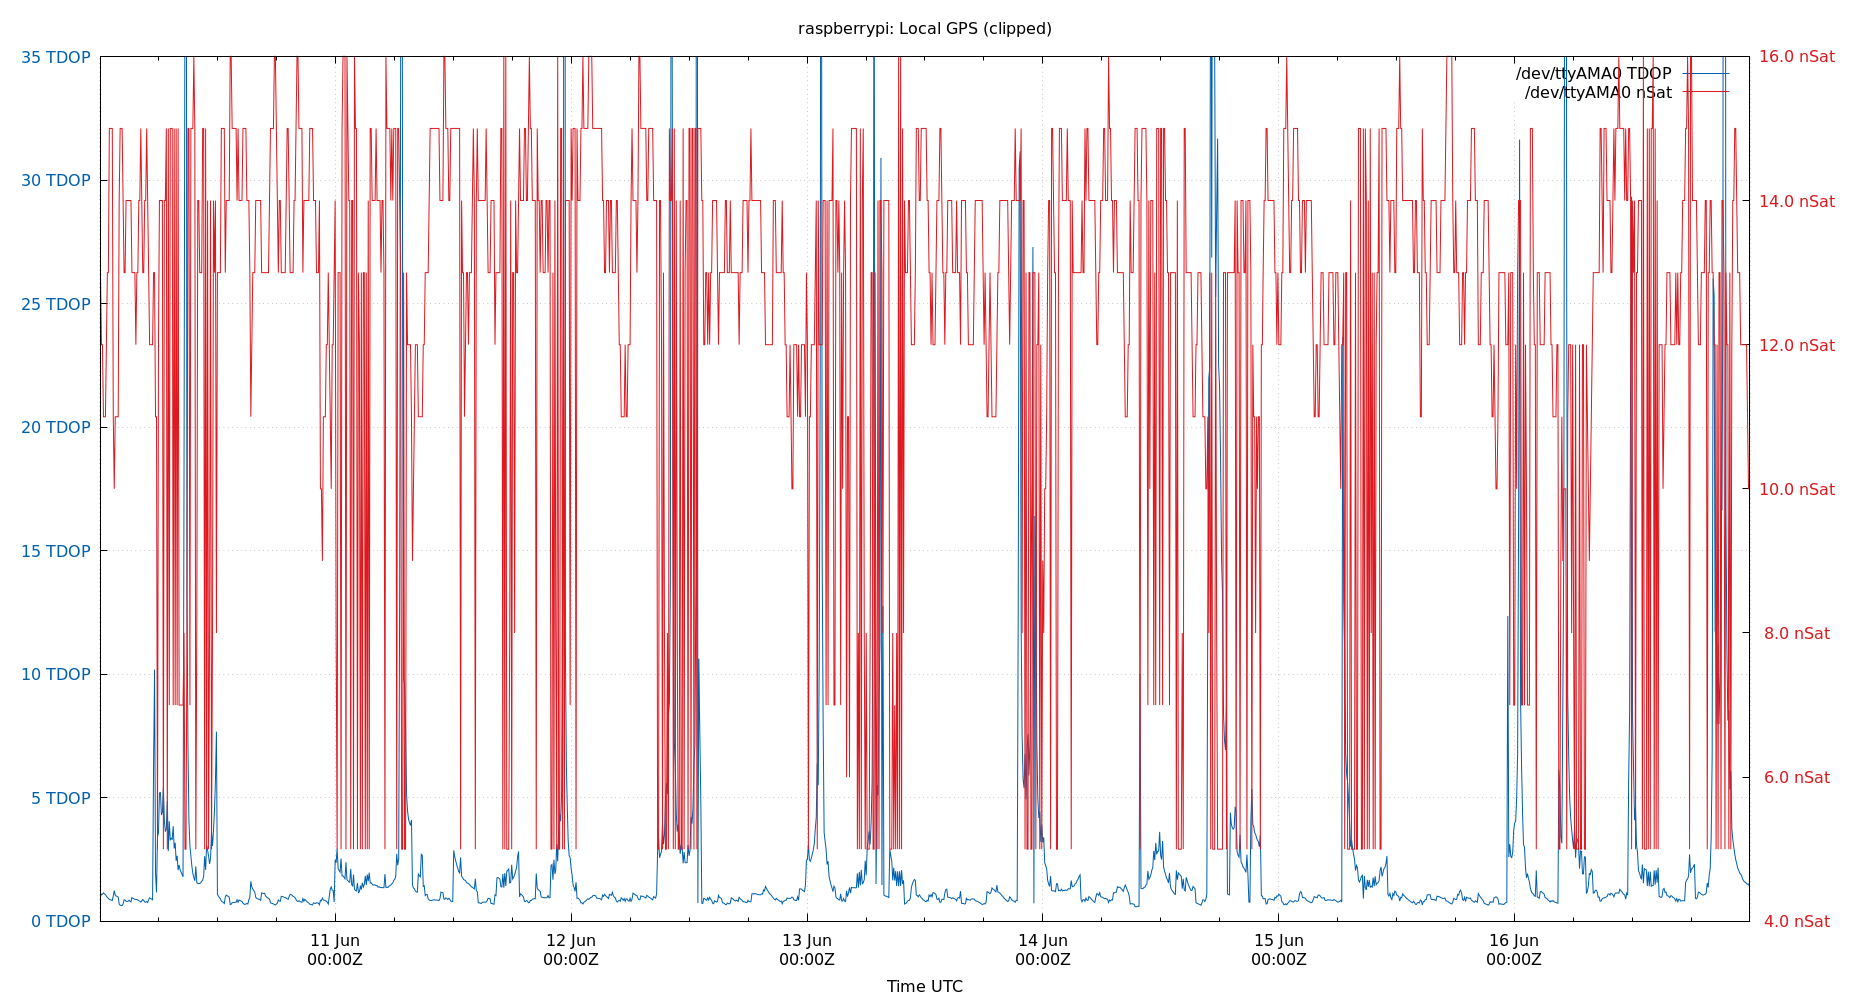 raspberrypi: Local GPS (clipped)
35 TDOP
30 TDOP
25 TDOP
20 TDOP
15 TDOP
10 TDOP
5 TDOP
0 TDOP
16.0 nSat
14.0 nSat
12.0 nSat
10.0 nSat
8.0 nSat
6.0 nSat
4.0 nSat
/dev/ttyAMA0 TDOP
/dev/ttyAMA0 nSat
11 Jun 12 Jun 13 Jun 14 Jun 15 Jun 16 Jun
00:00Z 00:00Z 00:00Z 00:00Z 00:00Z 00:00Z
Time UTC